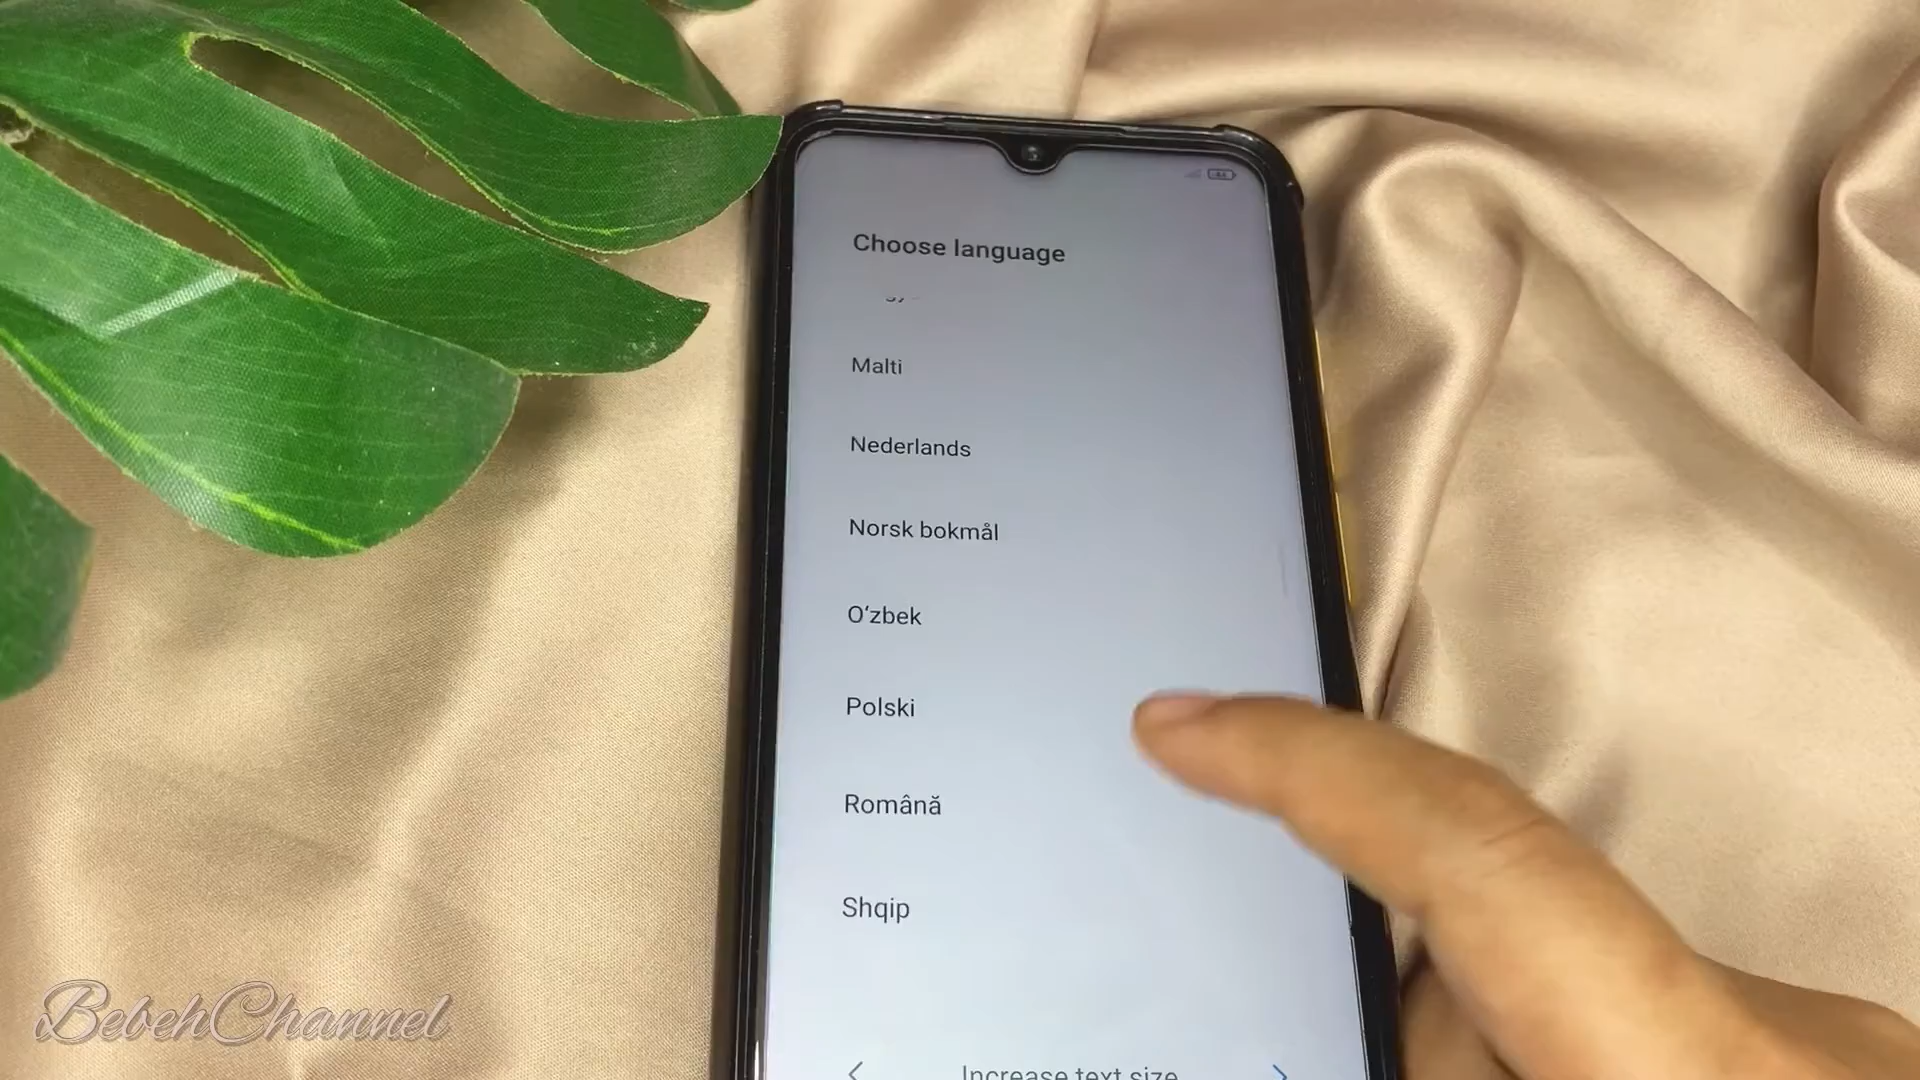 Choose language
Malti
Nederlands
Norsk bokmål
O‘zbek
Polski
Română
Shqip
Increase text size
BebehChannel